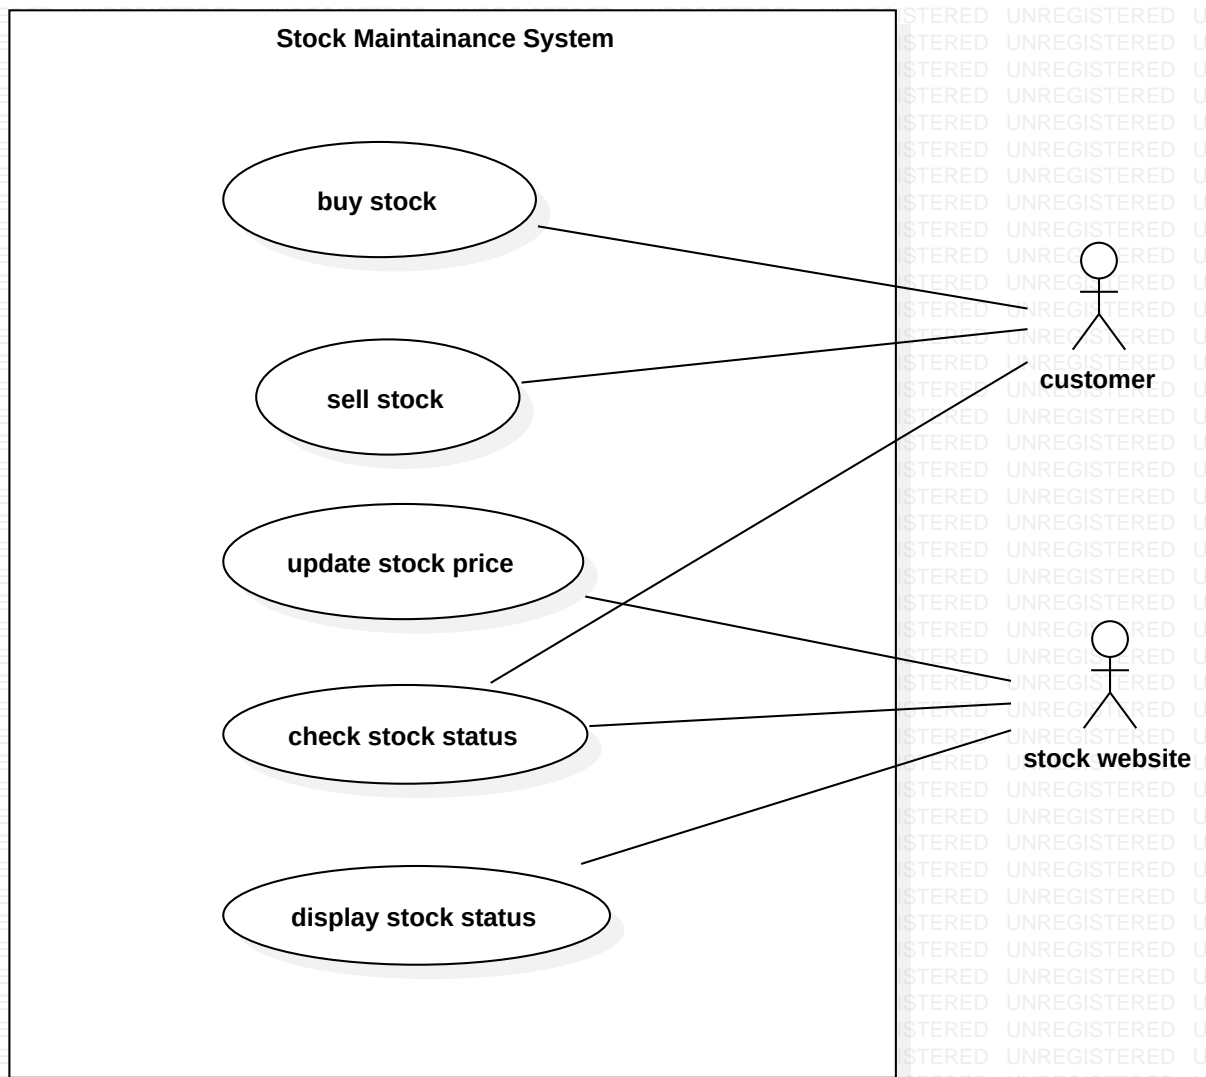 Stock Maintainance System
buy stock
sell stock
customer
update stock price
check stock status
stock website
display stock status
UNREGISTERED